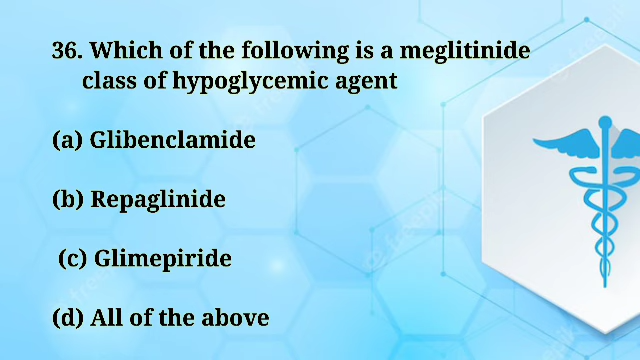 36. Which of the following is a meglitinide
class of hypoglycemic agent
(a) Glibenclamide
(b) Repaglinide
(c) Glimepiride
(d) All of the above